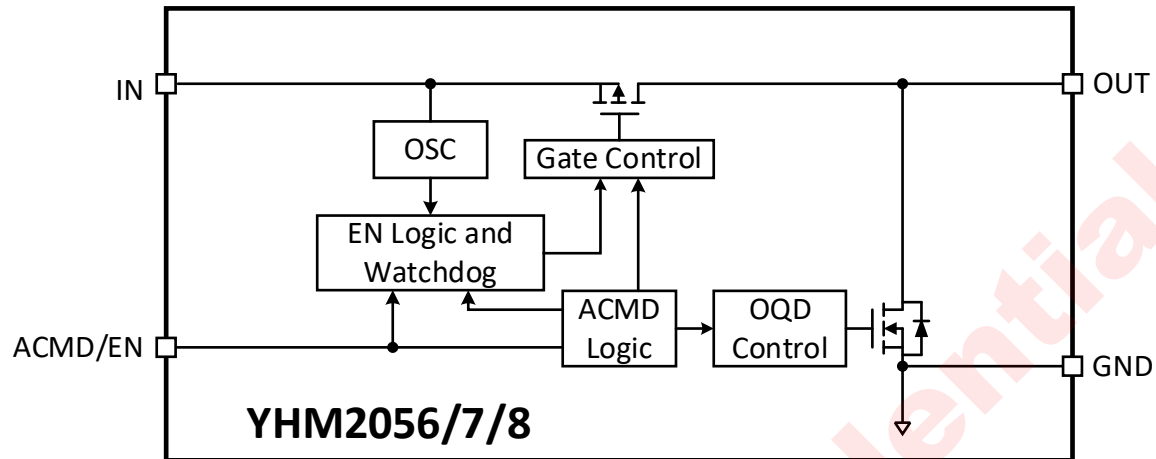 IN
OUT
OSC
Gate Control
EN Logic and
Watchdog
ACMD
Logic
OQD
Control
ACMD/EN
GND
YHM2056/7/8
ential